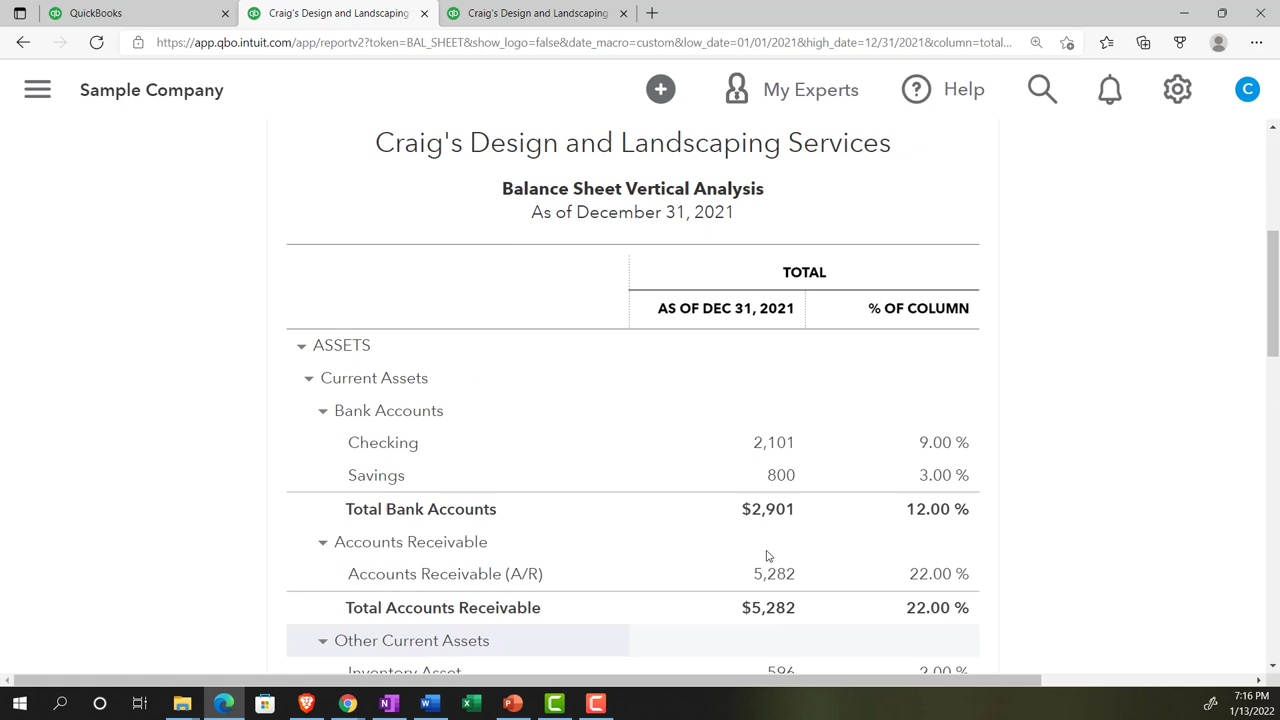 QuickBooks
Craig's Design and Landscaping
Craig's Design and Landscaping
https://app.qbo.intuit.com/app/reportv2?token=BAL_SHEET&show_logo=false&date_macro=custom&low_date=01/01/2021&high_date=12/31/2021&column=total...
Sample Company
My Experts
Help
C
Craig's Design and Landscaping Services
Balance Sheet Vertical Analysis
As of December 31, 2021
TOTAL
AS OF DEC 31, 2021 % OF COLUMN
ASSETS
Current Assets
Bank Accounts
Checking 2,101 9.00 %
Savings 800 3.00 %
Total Bank Accounts $2,901 12.00 %
Accounts Receivable
Accounts Receivable (A/R) 5,282 22.00 %
Total Accounts Receivable $5,282 22.00 %
Other Current Assets
Inventory Asset 596 2.00 %
7:16 PM
1/13/2022